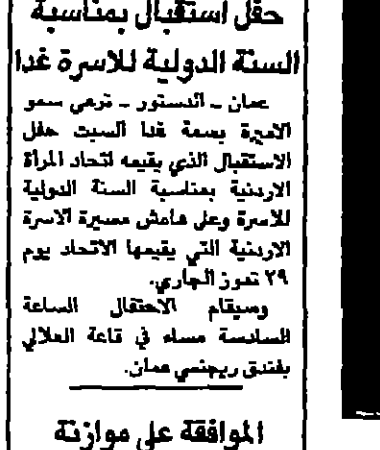 حفل استقبال بمناسبة
السنة الدولية للاسرة غدا
عمان ـ الدستور ـ ترعى سمو
الاميرة بسمة غدا السبت حفل
الاستقبال الذي يقيمه اتحاد المرأة
الاردنية بمناسبة السنة الدولية
للاسرة وعلى هامش مسيرة الاسرة
الاردنية التي يقيمها الاتحاد يوم
٢٩ تموز الجاري.
وسيقام الاحتفال الساعة
السادسة مساء في قاعة العلالي
بفندق ريجنسي عمان.
الموافقة على موازنة